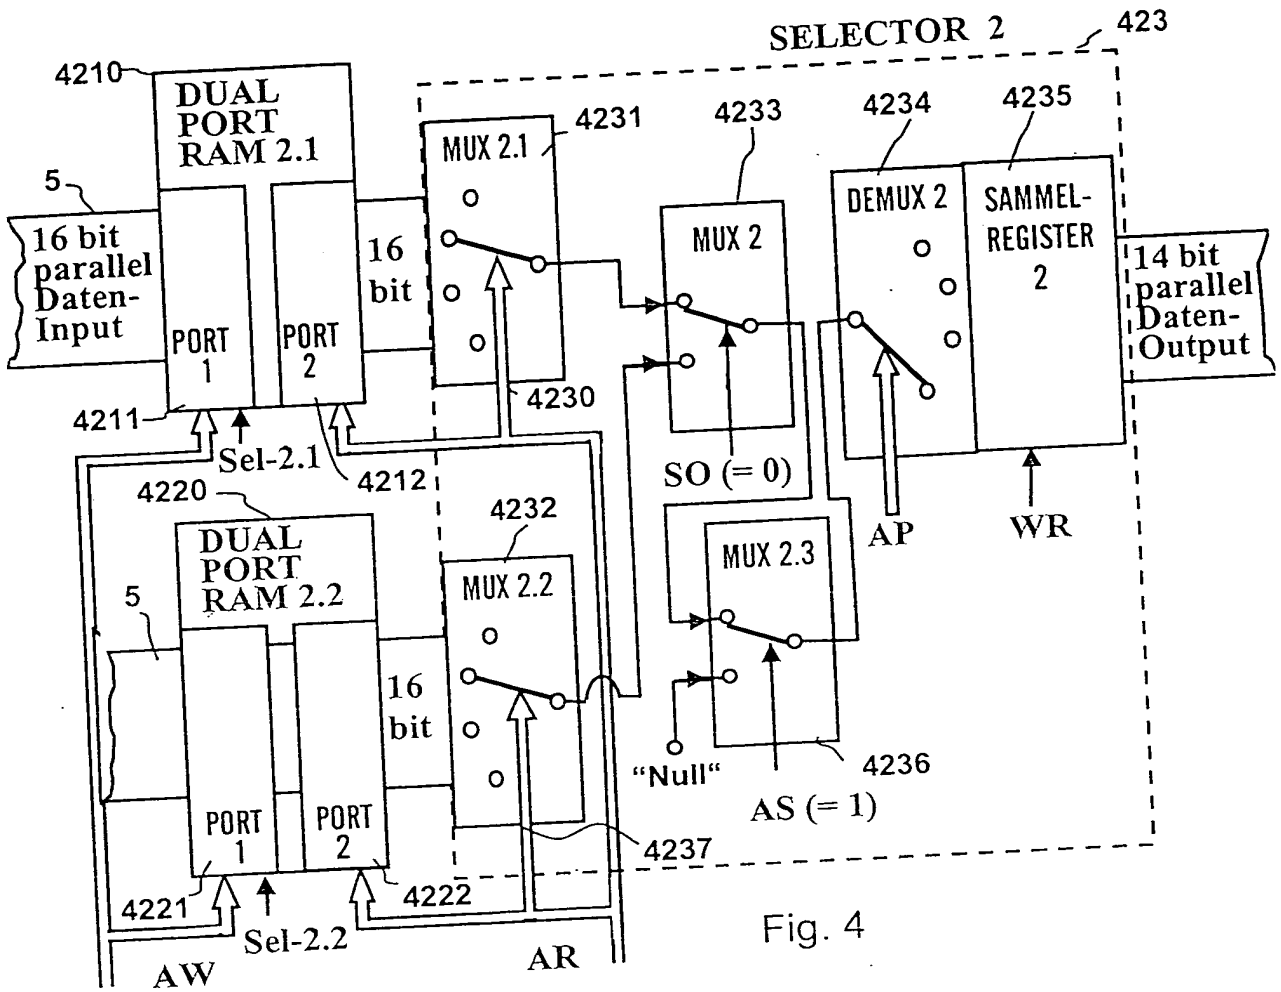 SELECTOR 2
423
4210
DUAL
PORT
RAM 2.1
4231
MUX 2.1
4233
4234
4235
5
16 bit
parallel
Daten-
Input
16
bit
MUX 2
DEMUX 2
SAMMEL-
REGISTER
2
14 bit
parallel
Daten-
Output
PORT
1
PORT
2
4211
4230
Sel-2.1
4212
SO (= 0)
AP
WR
4220
DUAL
PORT
RAM 2.2
4232
MUX 2.2
MUX 2.3
5
16
bit
"Null"
4236
AS (= 1)
PORT
1
PORT
2
4237
4221
4222
Sel-2.2
AW
AR
Fig. 4